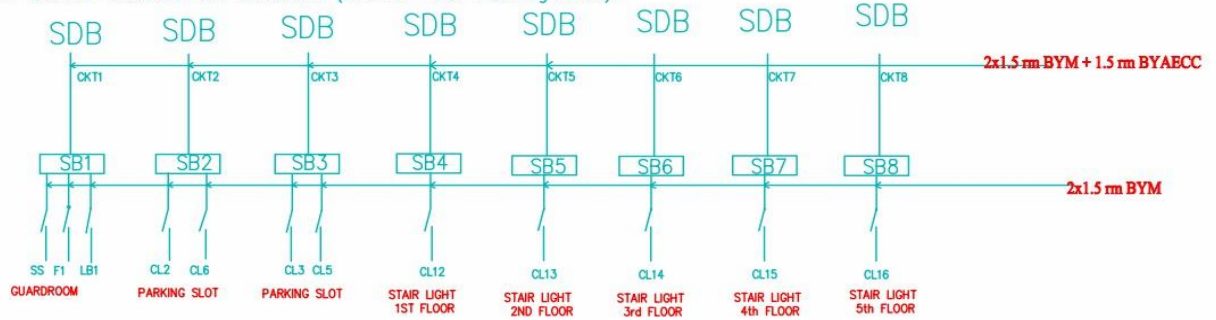 SDB SDB SDB SDB SDB SDB SDB SDB
CKT1 CKT2 CKT3 CKT4 CKT5 CKT6 CKT7 CKT8
2x1.5 rm BYM + 1.5 rm BYAECC
SB1 SB2 SB3 SB4 SB5 SB6 SB7 SB8
2x1.5 rm BYM
SS F1 LB1 CL2 CL6 CL3 CL5 CL12 CL13 CL14 CL15 CL16
GUARDROOM
PARKING SLOT
PARKING SLOT
STAIR LIGHT
1ST FLOOR
STAIR LIGHT
2ND FLOOR
STAIR LIGHT
3rd FLOOR
STAIR LIGHT
4th FLOOR
STAIR LIGHT
5th FLOOR